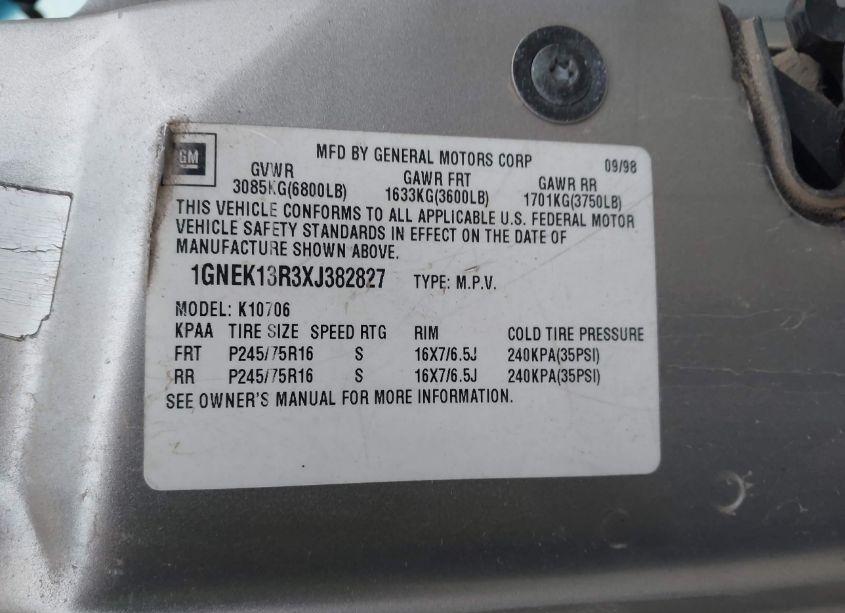 GM
MFD BY GENERAL MOTORS CORP 09/98
GVWR GAWR FRT GAWR RR
3085KG(6800LB) 1633KG(3600LB) 1701KG(3750LB)
THIS VEHICLE CONFORMS TO ALL APPLICABLE U.S. FEDERAL MOTOR
VEHICLE SAFETY STANDARDS IN EFFECT ON THE DATE OF
MANUFACTURE SHOWN ABOVE.
1GNEK13R3XJ382827 TYPE: M.P.V.
MODEL: K10706
KPAA TIRE SIZE SPEED RTG RIM COLD TIRE PRESSURE
FRT P245/75R16 S 16X7/6.5J 240KPA(35PSI)
RR P245/75R16 S 16X7/6.5J 240KPA(35PSI)
SEE OWNER'S MANUAL FOR MORE INFORMATION.